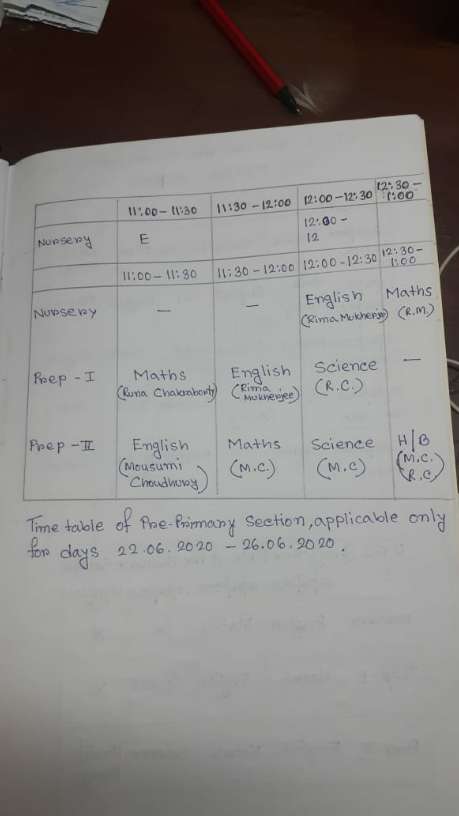 11:00 - 11:30 11:30 - 12:00 12:00 - 12:30 12:30 - 1:00
Nursery E 12:30 - 12
11:00 - 11:30 11:30 - 12:00 12:00 - 12:30 12:30 - 1:00
Nursery — — English Maths
(Rima Mukherjee) (R.M.)
Prep - I Maths English Science —
(Runa Chakraborty) (Rima Mukherjee) (R.C.)
Prep - II English Maths Science H/B
(Mousumi Choudhury) (M.C.) (M.C) (M.C. R.C.)
Time table of Pre-Primary Section, applicable only
for days 22.06.2020 - 26.06.2020.